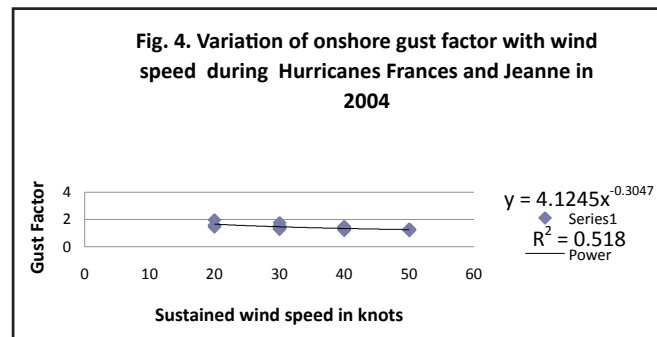 Fig. 4. Variation of onshore gust factor with wind
speed during Hurricanes Frances and Jeanne in
2004
Gust Factor
4
2
0
0 10 20 30 40 50 60
Sustained wind speed in knots
y = 4.1245x^-0.3047
Series1
R² = 0.518
Power